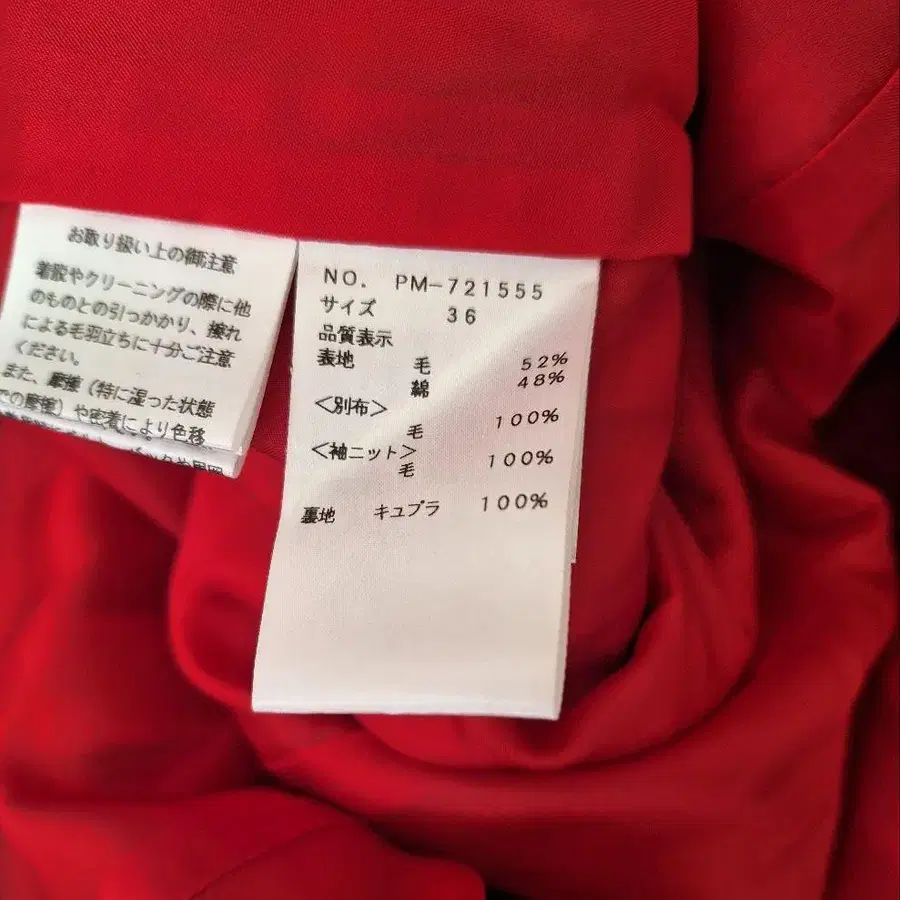 お取り扱い上の御注意
着脱やクリーニングの際に他
のものとの引っかかり、擦れ
による毛羽立ちに十分ご注意
ください。
また、摩擦（特に湿った状態
での摩擦）や密着により色移
NO. PM-721555
サイズ 36
品質表示
表地 毛 52%
綿 48%
<別布>
毛 100%
<袖ニット>
毛 100%
裏地 キュプラ 100%